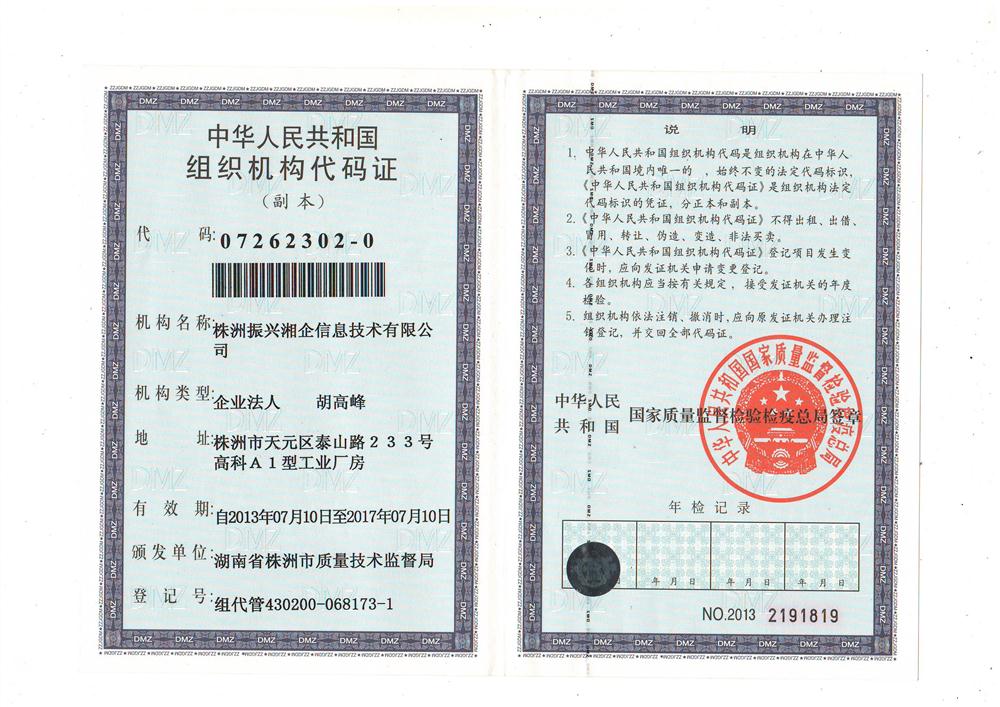 中华人民共和国
组织机构代码证
（副 本）
代 码: 07262302-0
机构名称: 株洲振兴湘企信息技术有限公
司
机构类型: 企业法人 胡高峰
地 址: 株洲市天元区泰山路２３３号
高科Ａ１型工业厂房
有 效 期: 自2013年07月10日至2017年07月10日
颁发单位: 湖南省株洲市质量技术监督局
登 记 号: 组代管430200-068173-1
说 明
1. 中华人民共和国组织机构代码是组织机构在中华人
民共和国境内唯一的 ，始终不变的法定代码标识，
《中华人民共和国组织机构代码证》是组织机构法定
代码标识的凭证，分正本和副本。
2.《中华人民共和国组织机构代码证》不得出租、出借、
冒用、转让、伪造、变造、非法买卖。
3.《中华人民共和国组织机构代码证》登记项目发生变
化时，应向发证机关申请变更登记。
4. 各组织机构应当按有关规定，接受发证机关的年度
检验。
5. 组织机构依法注销、撤消时，应向原发证机关办理注
销登记，并交回全部代码证。
中华人民
共 和 国 国家质量监督检验检疫总局签章
中华人民共和国国家质量监督检验检疫总局
年 检 记 录
日 年 月 日 年 月 日 年 月 日
NO.2013 2191819